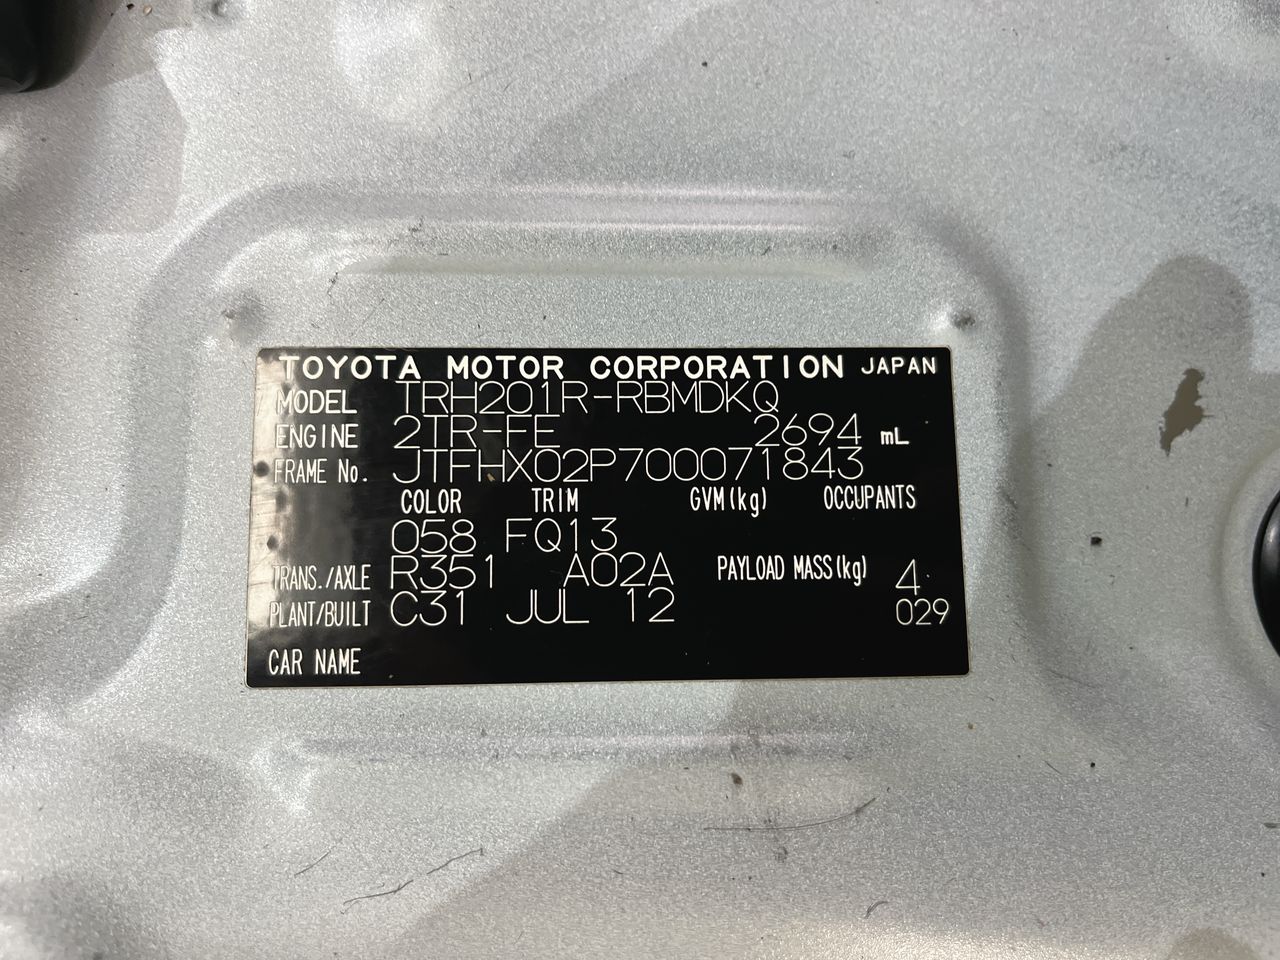 TOYOTA MOTOR CORPORATION JAPAN
MODEL TRH201R-RBMDKQ
ENGINE 2TR-FE 2694 mL
FRAME No. JTFHX02P700071843
COLOR TRIM GVM(kg) OCCUPANTS
058 FQ13
TRANS./AXLE R351 A02A PAYLOAD MASS(kg) 4
PLANT/BUILT C31 JUL 12 029
CAR NAME